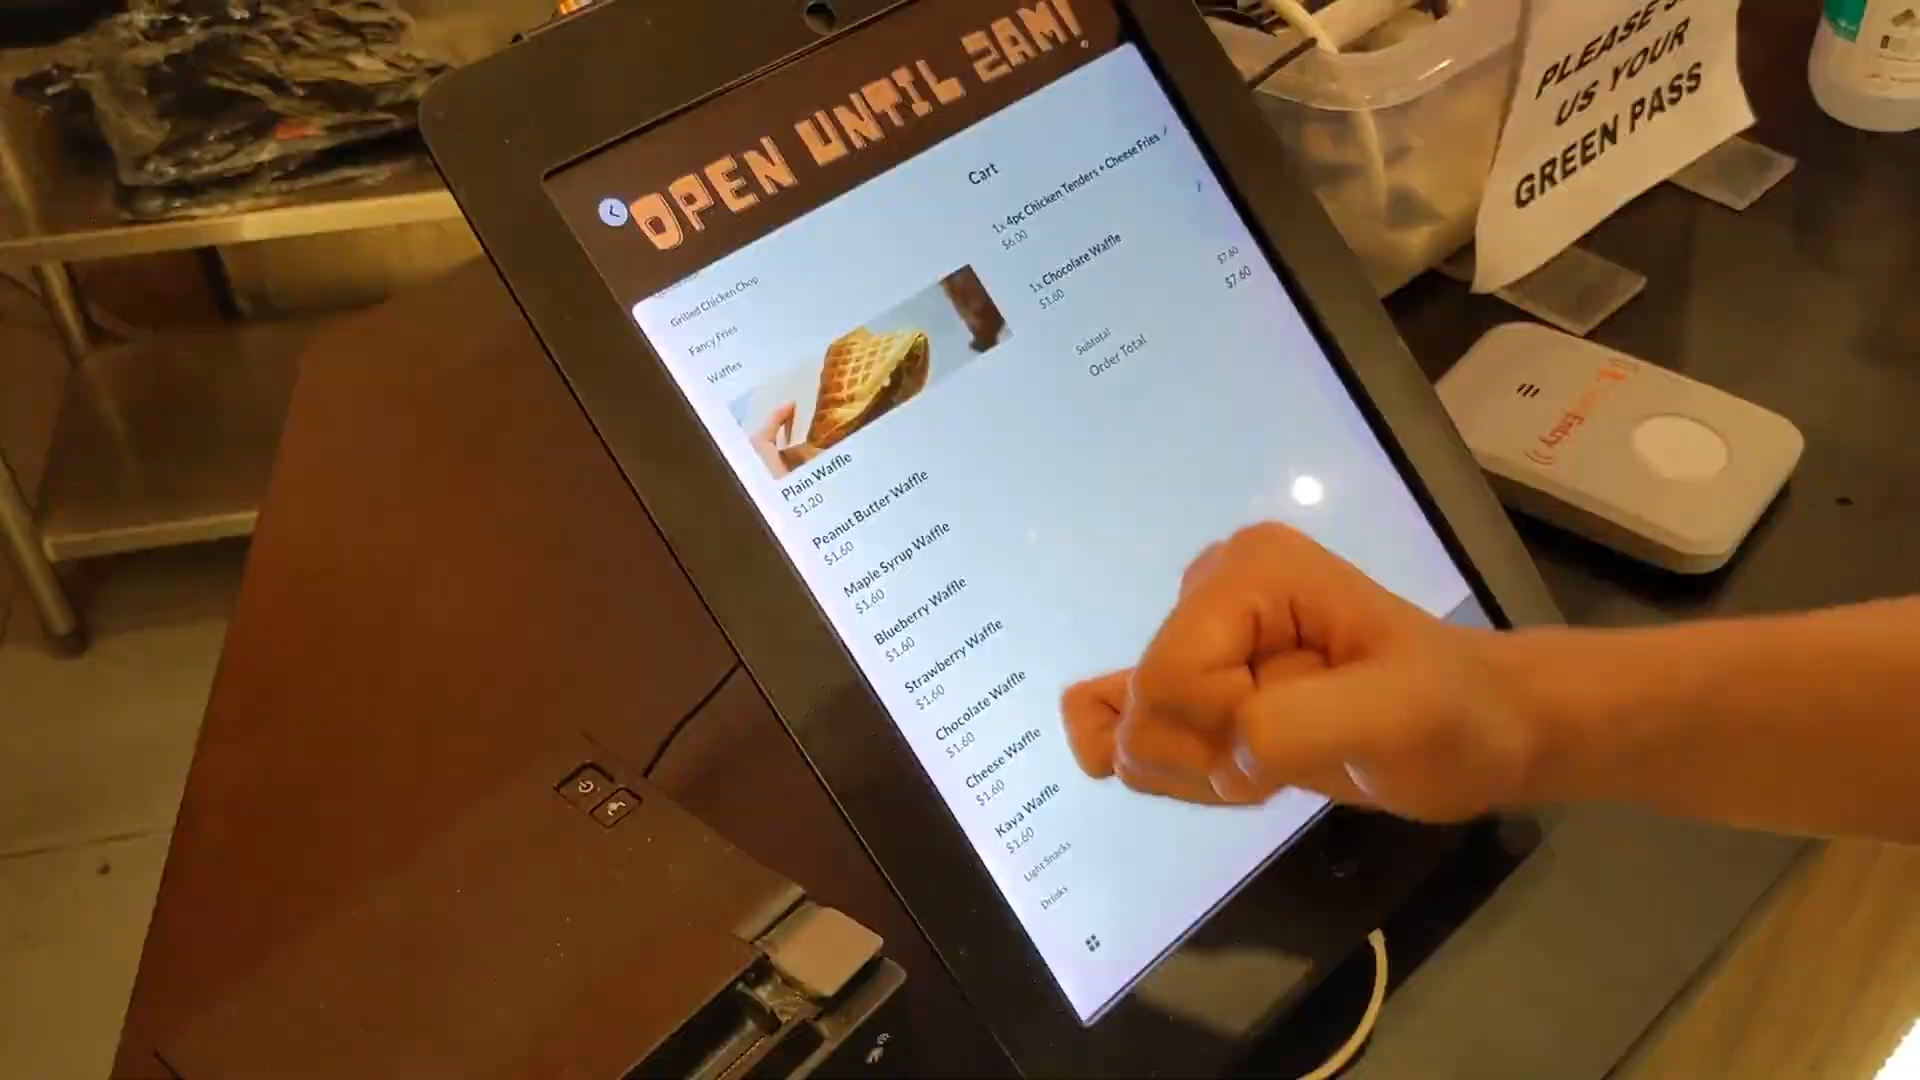 OPEN UNTIL 2AM!
Grilled Chicken Chop
Fancy Fries
Waffles
Plain Waffle
$1.20
Peanut Butter Waffle
$1.60
Maple Syrup Waffle
$1.60
Blueberry Waffle
$1.60
Strawberry Waffle
$1.60
Chocolate Waffle
$1.60
Cheese Waffle
$1.60
Kaya Waffle
$1.60
Light Snacks
Drinks
Cart
1x 4pc Chicken Tenders + Cheese Fries
$6.00
1x Chocolate Waffle
$1.60
Subtotal $7.60
Order Total $7.60
PLEASE
US YOUR
GREEN PASS
Entry